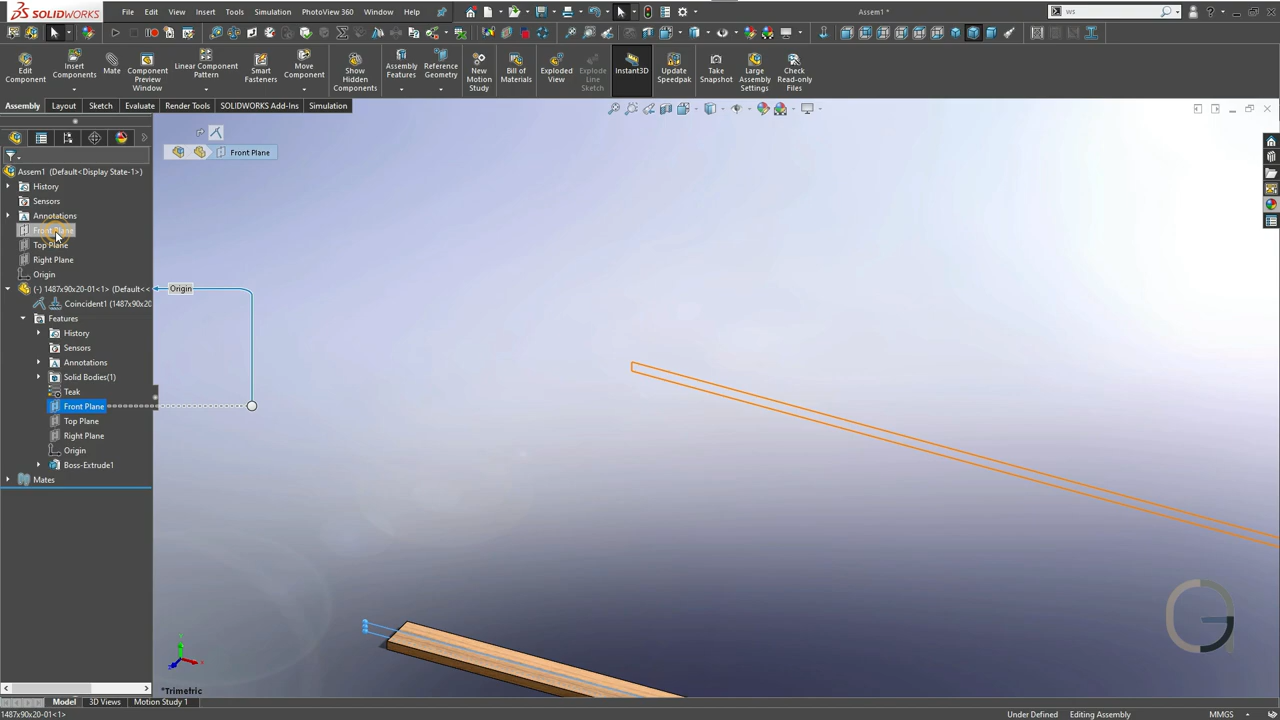 SOLIDWORKS
File
Edit
View
Insert
Tools
Simulation
PhotoView 360
Window
Help
Assem1 *
ws
Edit Component
Insert Components
Mate
Component Preview Window
Linear Component Pattern
Smart Fasteners
Move Component
Show Hidden Components
Assembly Features
Reference Geometry
New Motion Study
Bill of Materials
Exploded View
Explode Line Sketch
Instant3D
Update Speedpak
Take Snapshot
Large Assembly Settings
Check Read-only Files
Assembly
Layout
Sketch
Evaluate
Render Tools
SOLIDWORKS Add-Ins
Simulation
Front Plane
Assem1 (Default<Display State-1>)
History
Sensors
Annotations
Front Plane
Top Plane
Right Plane
Origin
(-) 1487x90x20-01<1> (Default<<
Origin
Coincident1 (1487x90x20
Features
History
Sensors
Annotations
Solid Bodies(1)
Teak
Front Plane
Top Plane
Right Plane
Origin
Boss-Extrude1
Mates
*Trimetric
Model
3D Views
Motion Study 1
1487x90x20-01<1>
Under Defined
Editing Assembly
MMGS